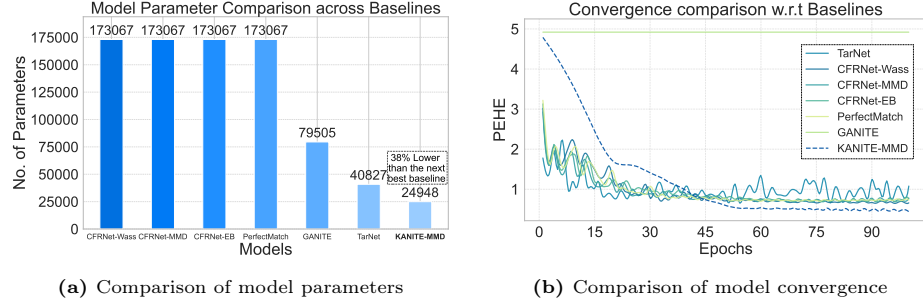 Model Parameter Comparison across Baselines
173067 173067 173067 173067
175000
150000
125000
100000
75000
50000
25000
0
No. of Parameters
79505
40827
38% Lower
than the next
best baseline
24948
CFRNet-Wass CFRNet-MMD CFRNet-EB PerfectMatch GANITE TarNet KANITE-MMD
Models
(a) Comparison of model parameters
Convergence comparison w.r.t Baselines
5
4
3
2
1
PEHE
TarNet
CFRNet-Wass
CFRNet-MMD
CFRNet-EB
PerfectMatch
GANITE
KANITE-MMD
0 15 30 45 60 75 90
Epochs
(b) Comparison of model convergence